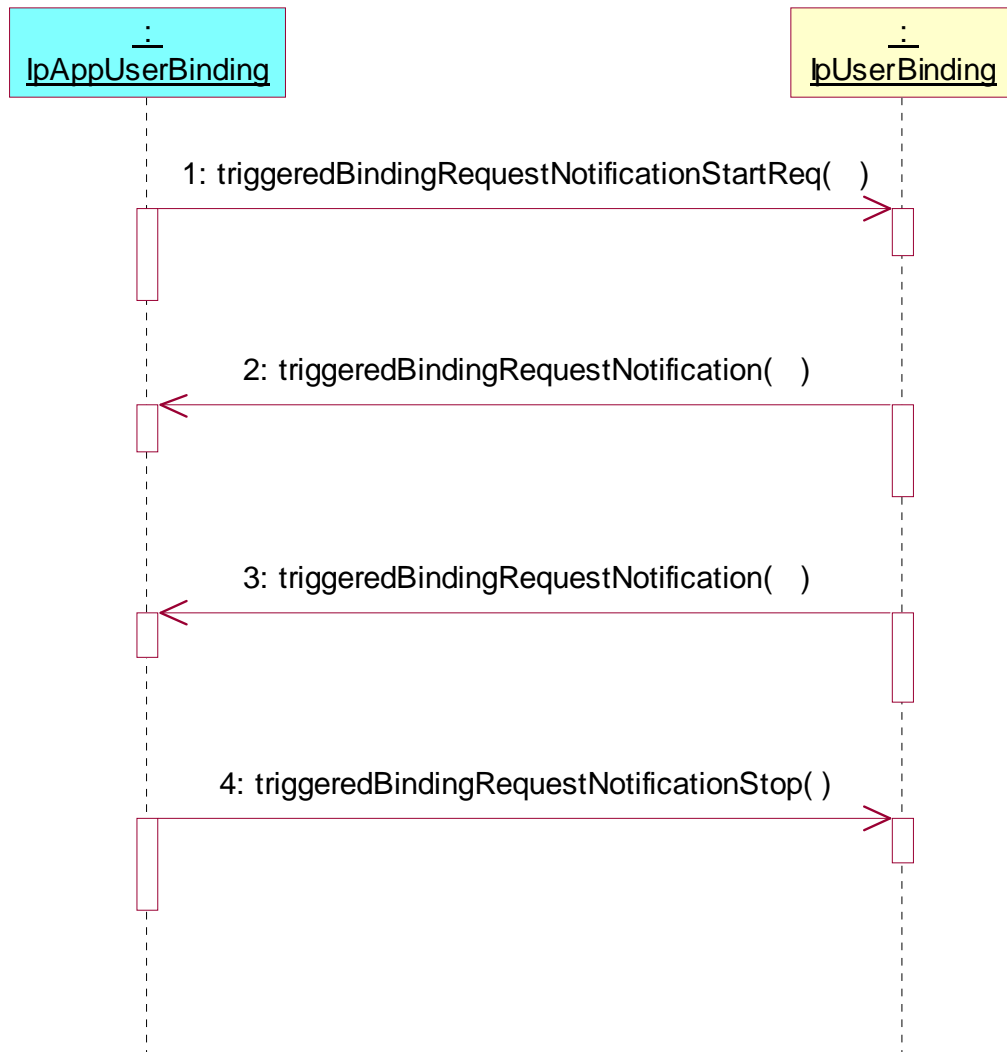 :
IpAppUserBinding
:
IpUserBinding
1: triggeredBindingRequestNotificationStartReq(   )
2: triggeredBindingRequestNotification(   )
3: triggeredBindingRequestNotification(   )
4: triggeredBindingRequestNotificationStop( )